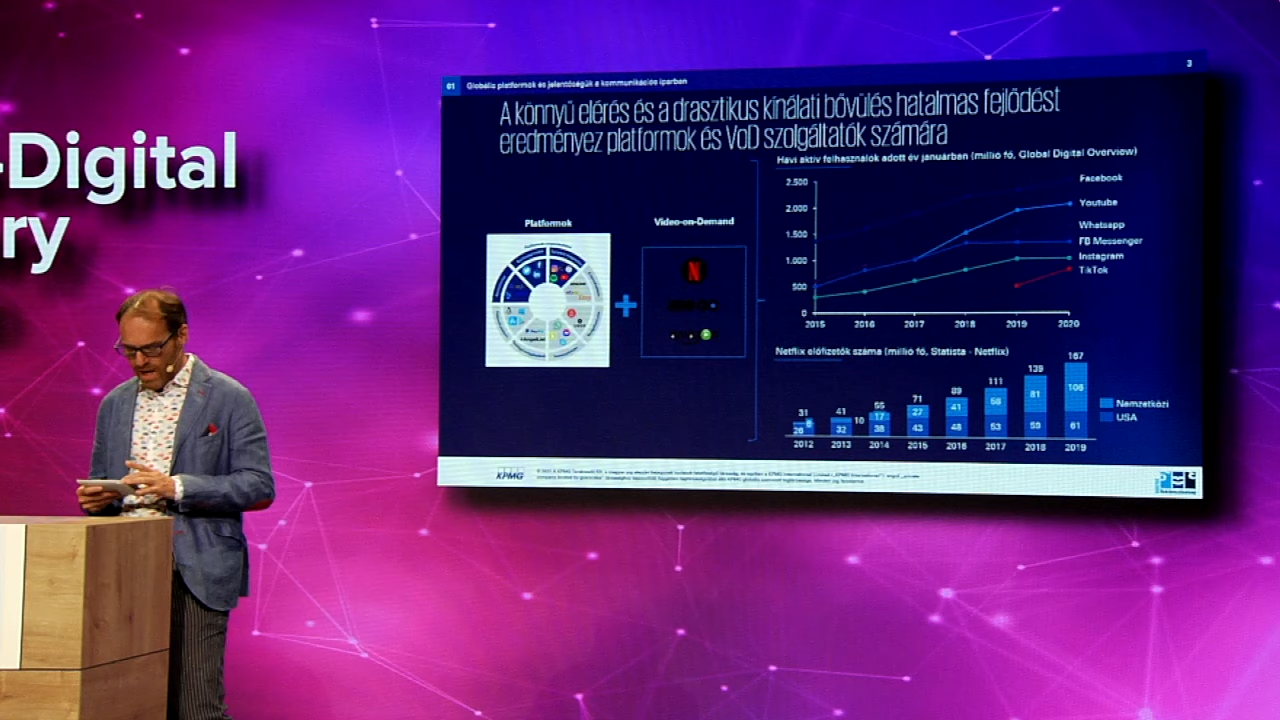 -Digital
ry
01 Globális platformok és jelentőségük a kommunikációs iparban
3
A könnyű elérés és a drasztikus kínálati bővülés hatalmas fejlődést
eredményez platformok és VoD szolgáltatók számára
Platformok
Video-on-Demand
N
Havi aktív felhasználók adott év januárban (millió fő, Global Digital Overview)
2.500
2.000
1.500
1.000
500
0
2015 2016 2017 2018 2019 2020
Facebook
Youtube
Whatsapp
FB Messenger
Instagram
TikTok
Netflix előfizetők száma (millió fő, Statista - Netflix)
31 41 55 71 89 111 139 167
10 17 27 41 58 81 106
32 38 43 48 53 59 61
2012 2013 2014 2015 2016 2017 2018 2019
Nemzetközi
USA
KPMG